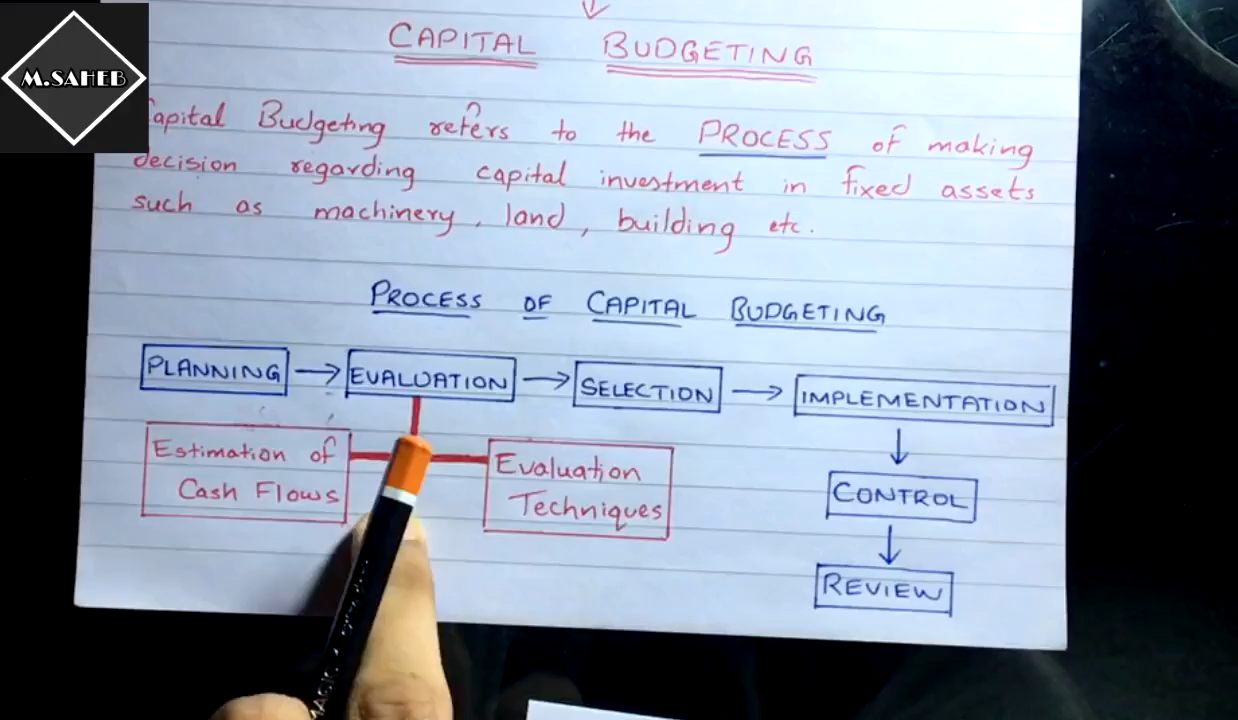 M.SAHEB
CAPITAL BUDGETING
Capital Budgeting refers to the PROCESS of making
decision regarding capital investment in fixed assets
such as machinery, land, building etc.
PROCESS OF CAPITAL BUDGETING
PLANNING → EVALUATION → SELECTION → IMPLEMENTATION
Estimation of
Cash Flows
Evaluation
Techniques
CONTROL
REVIEW